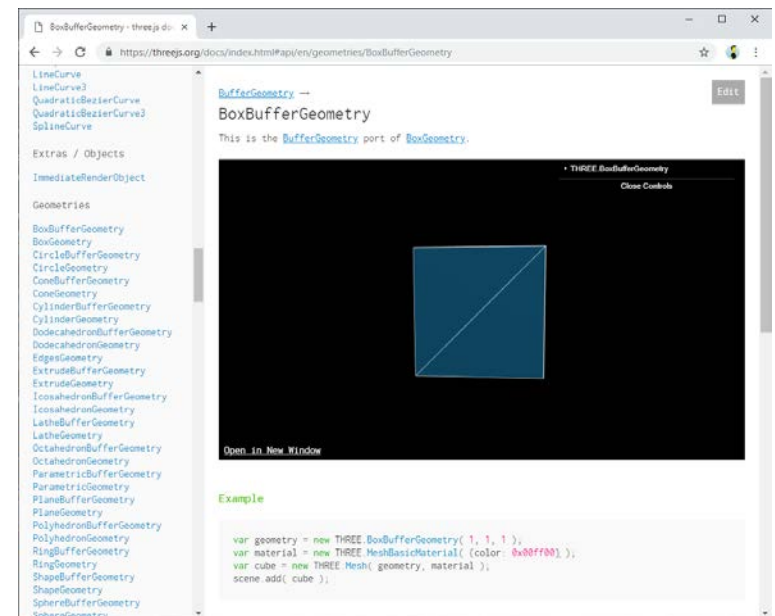 BoxBufferGeometry - three.js do
https://threejs.org/docs/index.html#api/en/geometries/BoxBufferGeometry
LineCurve
LineCurve3
QuadraticBezierCurve
QuadraticBezierCurve3
SplineCurve
Extras / Objects
ImmediateRenderObject
Geometries
BoxBufferGeometry
BoxGeometry
CircleBufferGeometry
CircleGeometry
ConeBufferGeometry
ConeGeometry
CylinderBufferGeometry
CylinderGeometry
DodecahedronBufferGeometry
DodecahedronGeometry
EdgesGeometry
ExtrudeBufferGeometry
ExtrudeGeometry
IcosahedronBufferGeometry
IcosahedronGeometry
LatheBufferGeometry
LatheGeometry
OctahedronBufferGeometry
OctahedronGeometry
ParametricBufferGeometry
ParametricGeometry
PlaneBufferGeometry
PlaneGeometry
PolyhedronBufferGeometry
PolyhedronGeometry
RingBufferGeometry
RingGeometry
ShapeBufferGeometry
ShapeGeometry
SphereBufferGeometry
SphereGeometry
BufferGeometry →
Edit
BoxBufferGeometry
This is the BufferGeometry port of BoxGeometry.
THREE.BoxBufferGeometry
Close Controls
Open in New Window
Example
var geometry = new THREE.BoxBufferGeometry( 1, 1, 1 );
var material = new THREE.MeshBasicMaterial( {color: 0x00ff00} );
var cube = new THREE.Mesh( geometry, material );
scene.add( cube );